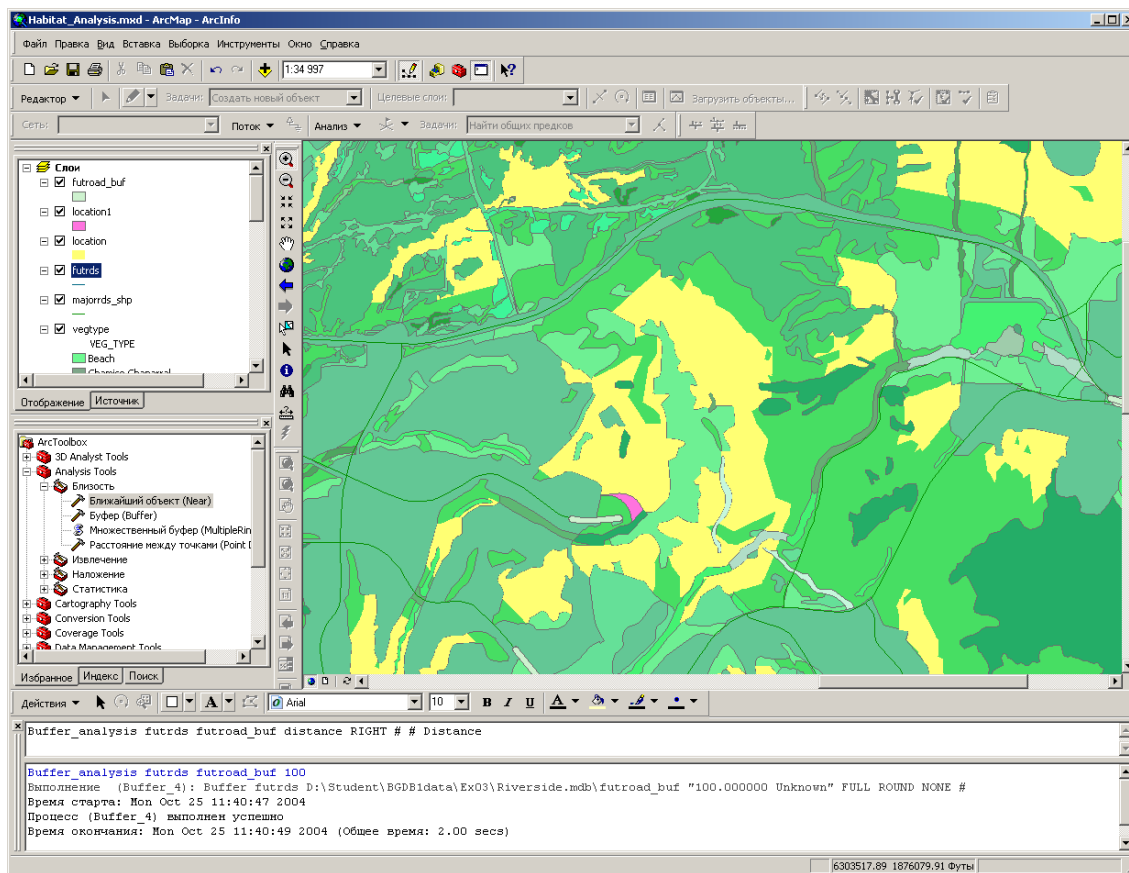 Habitat_Analysis.mxd - ArcMap - ArcInfo
Файл Правка Вид Вставка Выборка Инструменты Окно Справка
1:34 997
Редактор Задачи: Создать новый объект Целевые слои: Загрузить объекты...
Сеть: Поток Анализ Задачи: Найти общих предков
Слои
futroad_buf
location1
location
futrds
majorrds_shp
vegtype
VEG_TYPE
Beach
Chamise Chaparral
Отображение Источник
ArcToolbox
3D Analyst Tools
Analysis Tools
Близость
Ближайший объект (Near)
Буфер (Buffer)
Множественный буфер (MultipleRin
Расстояние между точками (Point D
Извлечение
Наложение
Статистика
Cartography Tools
Conversion Tools
Coverage Tools
Data Management Tools
Избранное Индекс Поиск
Действия A Arial 10 B I U A
Buffer_analysis futrds futroad_buf distance RIGHT # # Distance
Buffer_analysis futrds futroad_buf 100
Выполнение (Buffer_4): Buffer futrds D:\Student\BGDB1data\Ex03\Riverside.mdb\futroad_buf "100.000000 Unknown" FULL ROUND NONE #
Время старта: Mon Oct 25 11:40:47 2004
Процесс (Buffer_4) выполнен успешно
Время окончания: Mon Oct 25 11:40:49 2004 (Общее время: 2.00 secs)
6303517.89 1876079.91 Футы